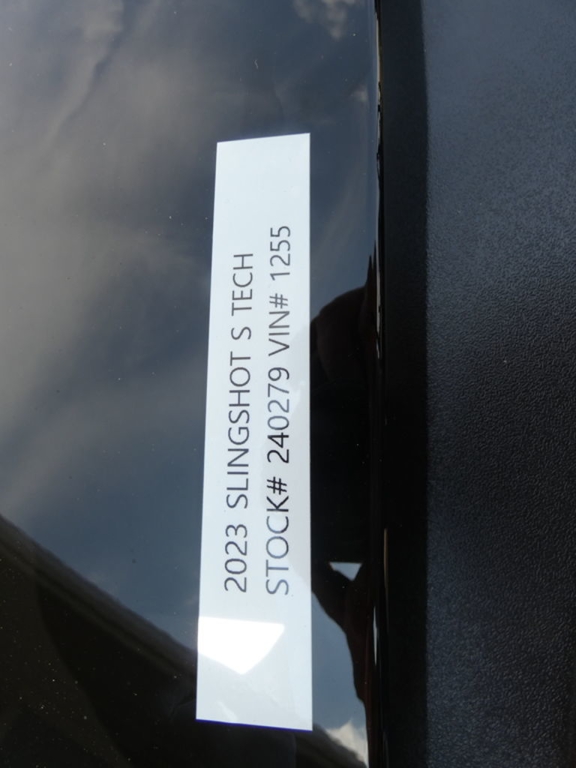 2023 SLINGSHOT S TECH
STOCK# 240279 VIN# 1255